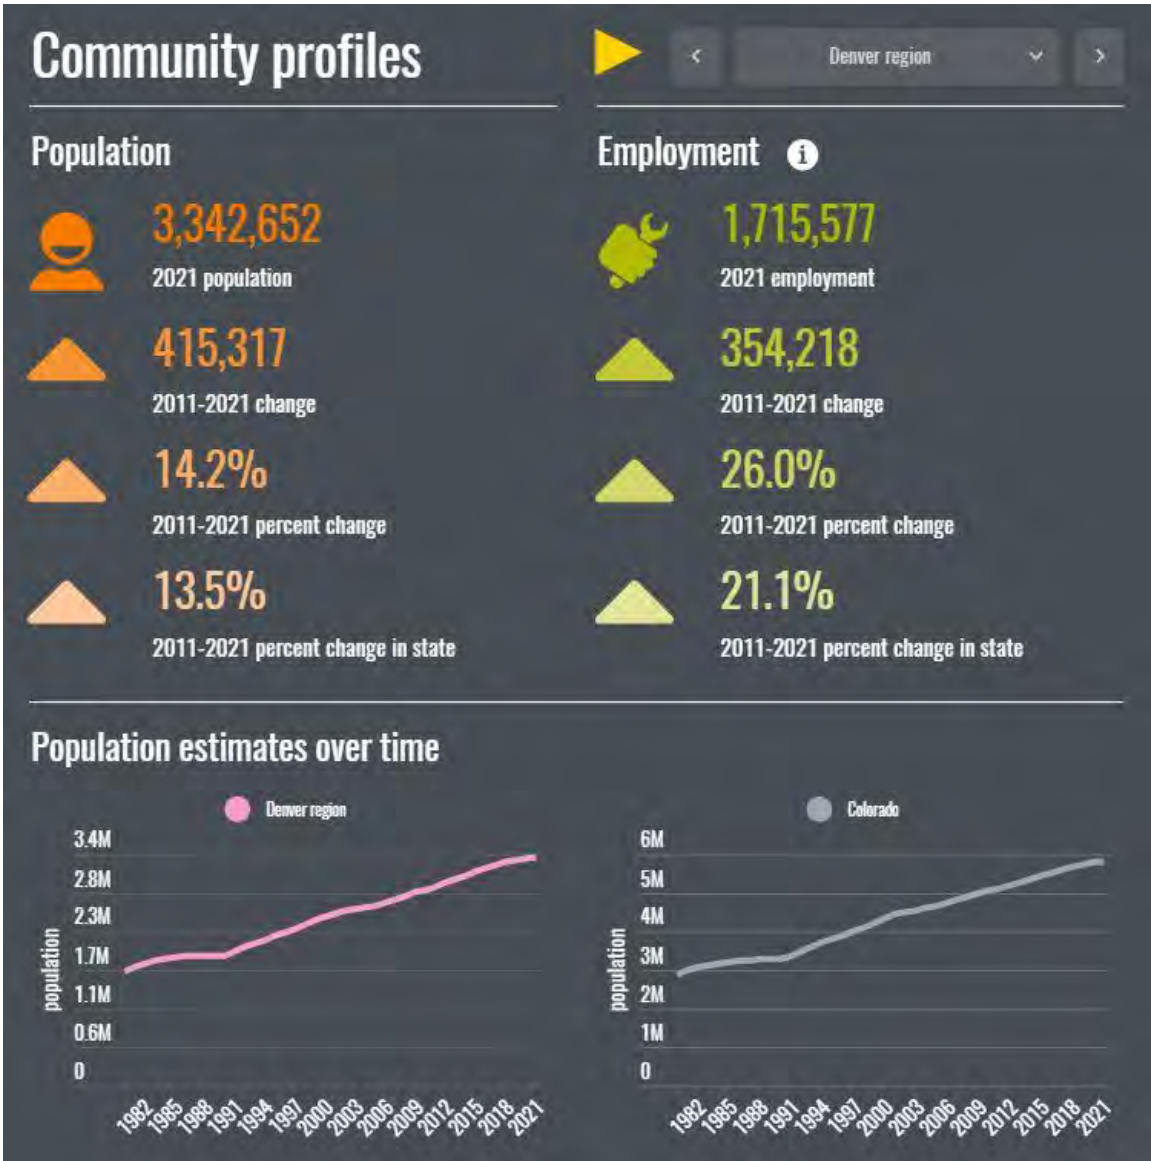 Community profiles
Denver region
Population
Employment i
3,342,652
2021 population
1,715,577
2021 employment
415,317
2011-2021 change
354,218
2011-2021 change
14.2%
2011-2021 percent change
26.0%
2011-2021 percent change
13.5%
2011-2021 percent change in state
21.1%
2011-2021 percent change in state
Population estimates over time
Denver region
3.4M
2.8M
2.3M
1.7M
1.1M
0.6M
0
population
1982 1985 1988 1991 1994 1997 2000 2003 2006 2009 2012 2015 2018 2021
Colorado
6M
5M
4M
3M
2M
1M
0
population
1982 1985 1988 1991 1994 1997 2000 2003 2006 2009 2012 2015 2018 2021